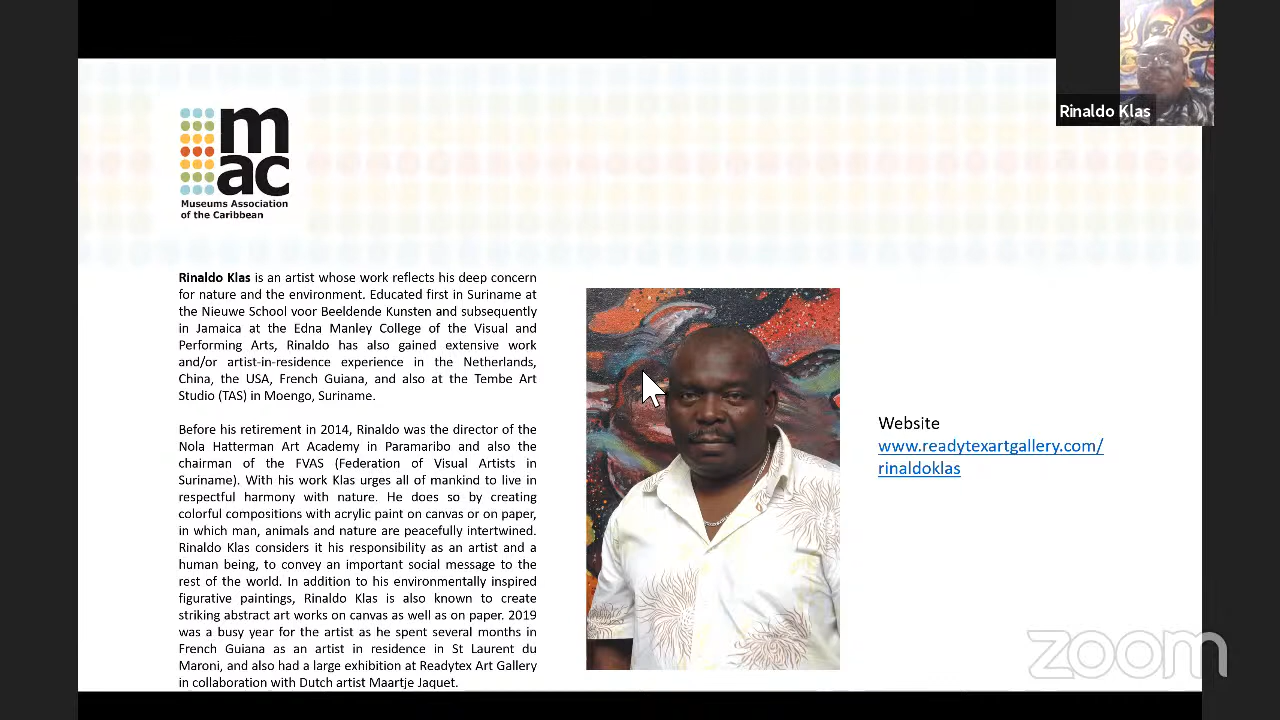 Rinaldo Klas
m
ac
Museums Association
of the Caribbean
Rinaldo Klas is an artist whose work reflects his deep concern
for nature and the environment. Educated first in Suriname at
the Nieuwe School voor Beeldende Kunsten and subsequently
in Jamaica at the Edna Manley College of the Visual and
Performing Arts, Rinaldo has also gained extensive work
and/or artist-in-residence experience in the Netherlands,
China, the USA, French Guiana, and also at the Tembe Art
Studio (TAS) in Moengo, Suriname.
Before his retirement in 2014, Rinaldo was the director of the
Nola Hatterman Art Academy in Paramaribo and also the
chairman of the FVAS (Federation of Visual Artists in
Suriname). With his work Klas urges all of mankind to live in
respectful harmony with nature. He does so by creating
colorful compositions with acrylic paint on canvas or on paper,
in which man, animals and nature are peacefully intertwined.
Rinaldo Klas considers it his responsibility as an artist and a
human being, to convey an important social message to the
rest of the world. In addition to his environmentally inspired
figurative paintings, Rinaldo Klas is also known to create
striking abstract art works on canvas as well as on paper. 2019
was a busy year for the artist as he spent several months in
French Guiana as an artist in residence in St Laurent du
Maroni, and also had a large exhibition at Readytex Art Gallery
in collaboration with Dutch artist Maartje Jaquet.
Website
www.readytexartgallery.com/
rinaldoklas
zoom